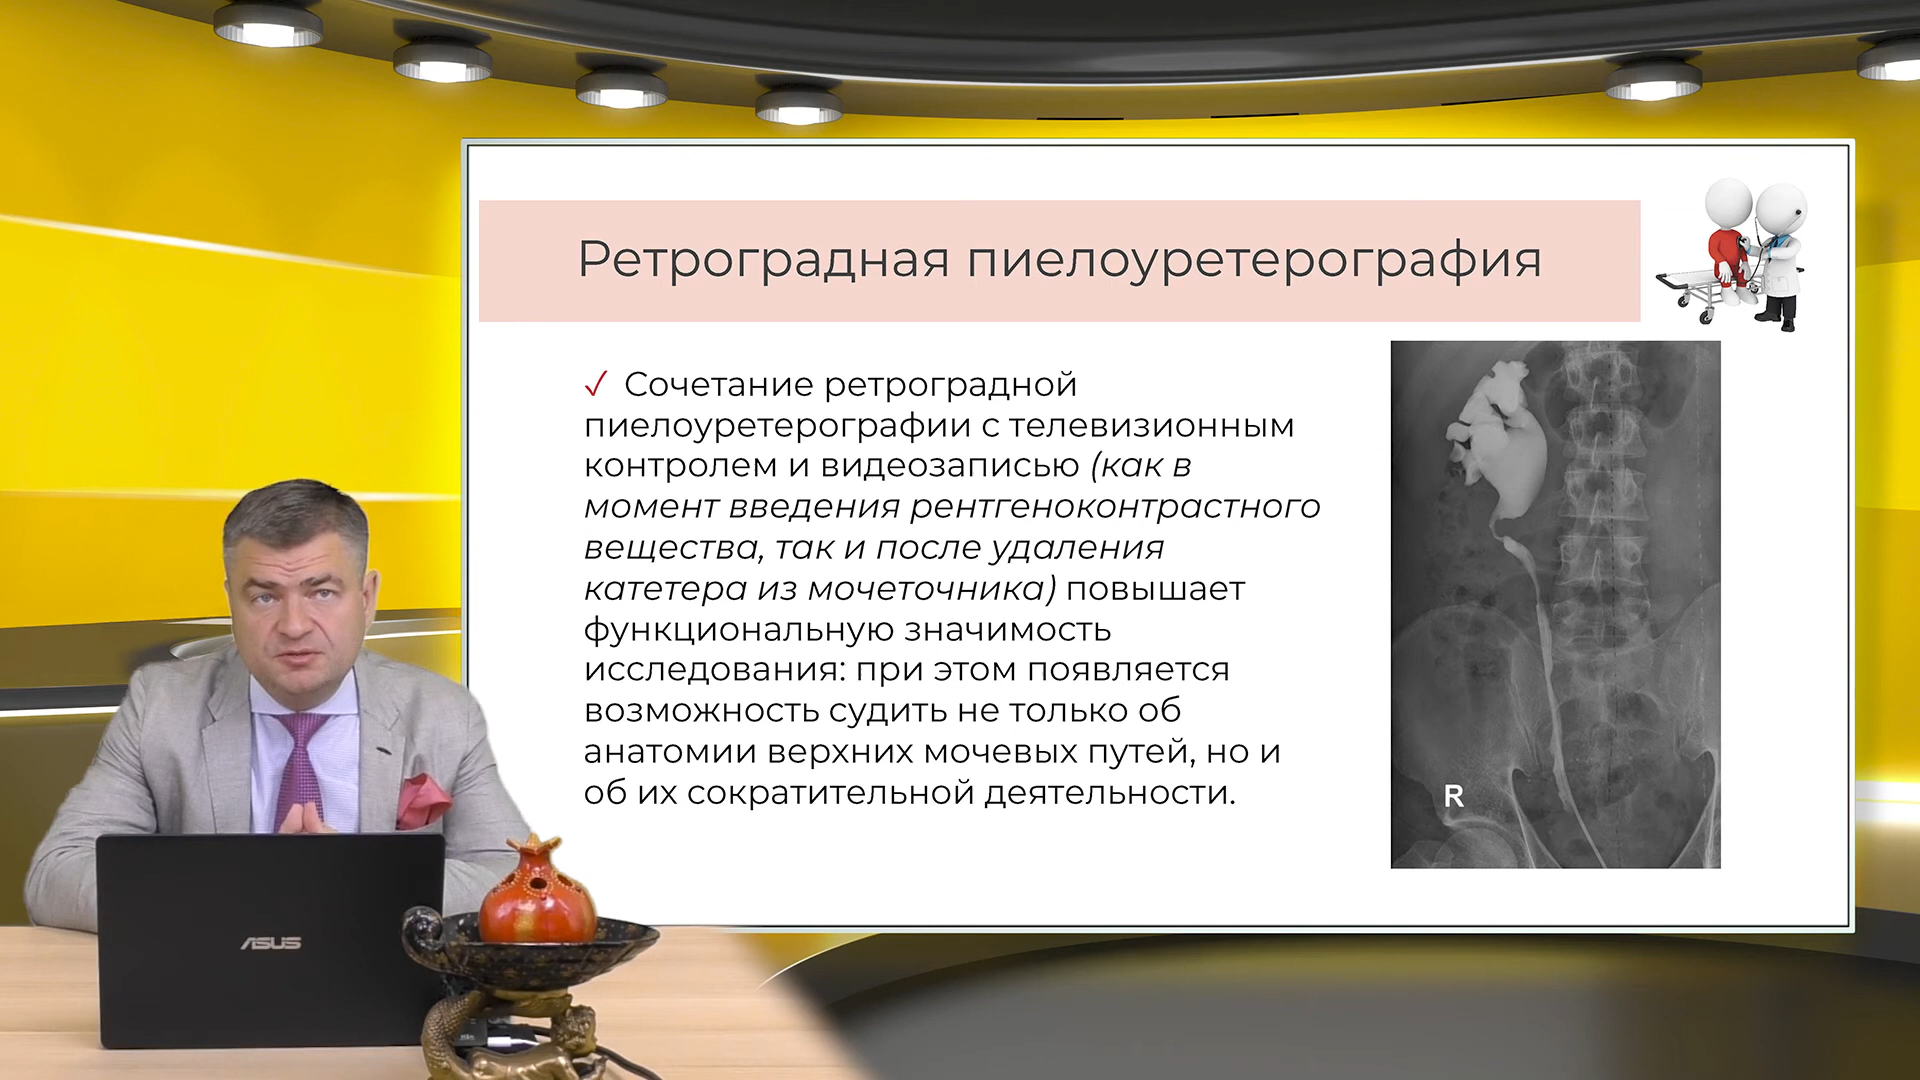 Ретроградная пиелоуретерография
✓ Сочетание ретроградной
пиелоуретерографии с телевизионным
контролем и видеозаписью (как в
момент введения рентгеноконтрастного
вещества, так и после удаления
катетера из мочеточника) повышает
функциональную значимость
исследования: при этом появляется
возможность судить не только об
анатомии верхних мочевых путей, но и
об их сократительной деятельности.
R
ASUS